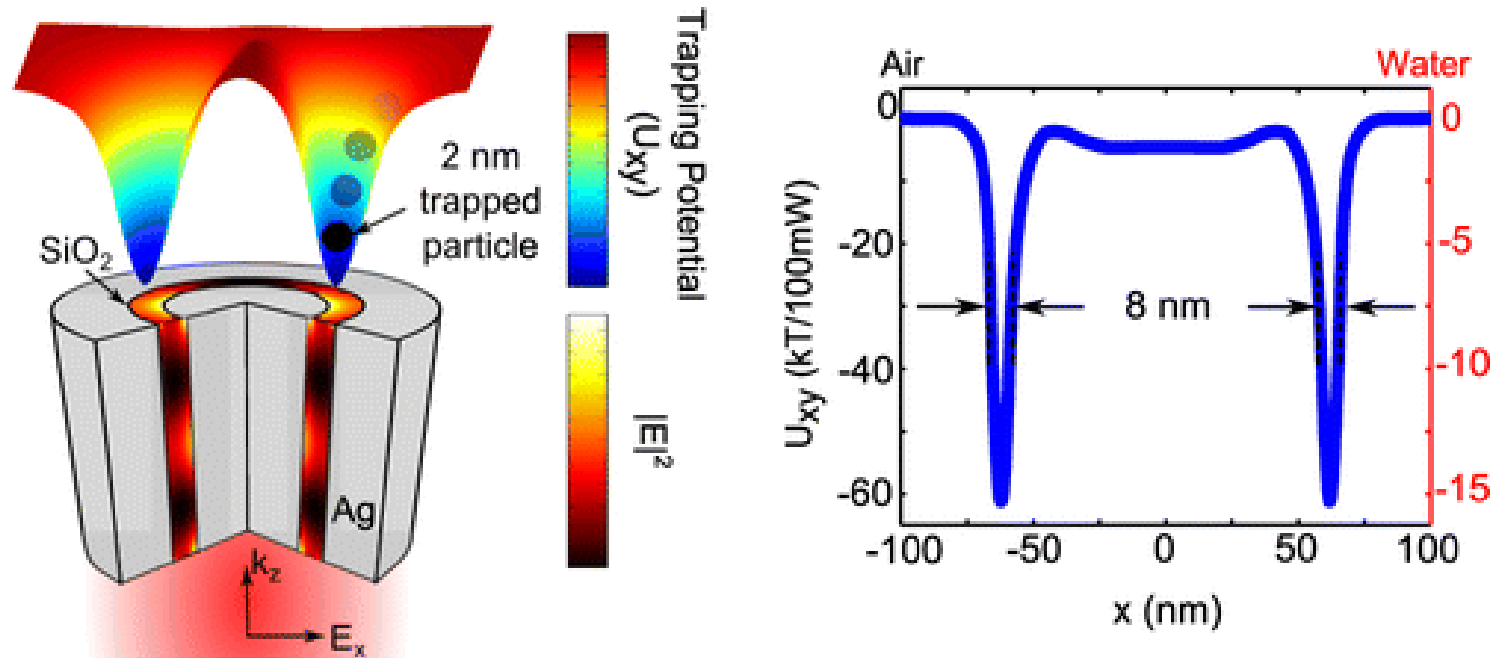 Trapping Potential
(Uxy)
2 nm
trapped
particle
SiO2
|E|²
Ag
kz
Ex
Air
Water
0
-20
-40
-60
Uxy (kT/100mW)
8 nm
0
-5
-10
-15
-100
-50
0
50
100
x (nm)